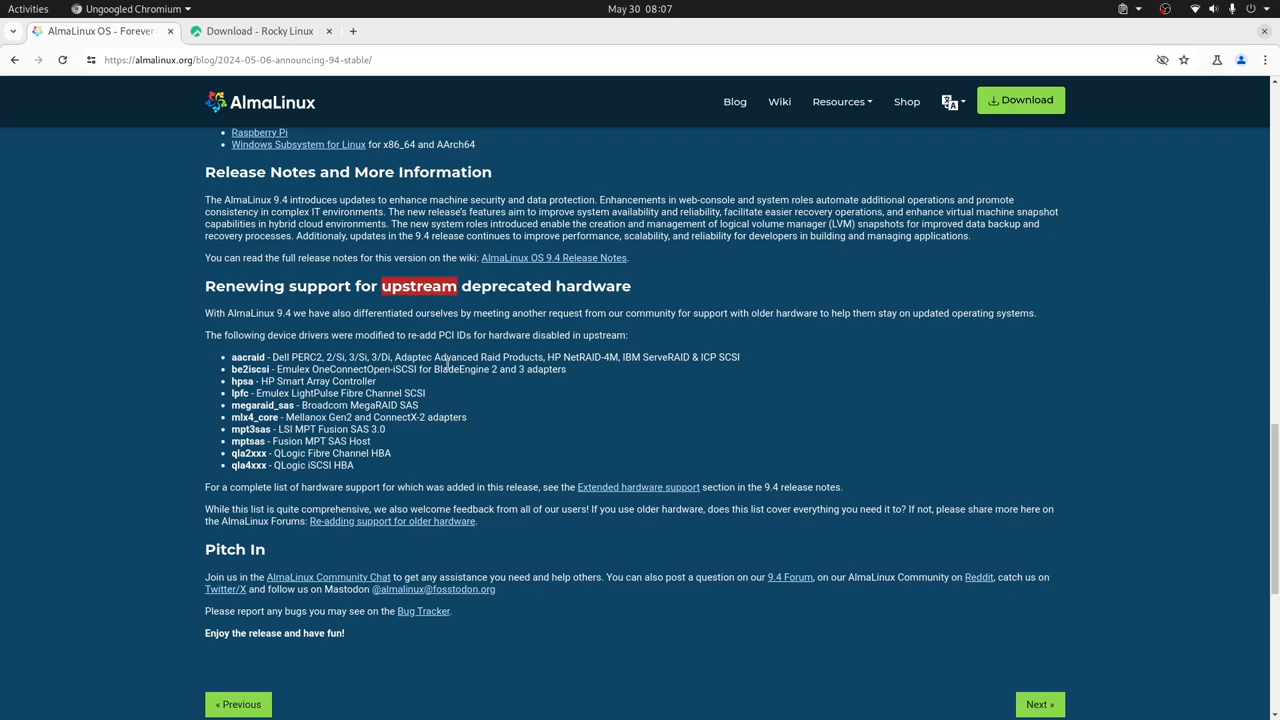 Activities
Ungoogled Chromium
May 30 08:07
AlmaLinux OS - Forever
Download - Rocky Linux
https://almalinux.org/blog/2024-05-06-announcing-94-stable/
AlmaLinux
Blog
Wiki
Resources
Shop
Download
Raspberry Pi
Windows Subsystem for Linux for x86_64 and AArch64
Release Notes and More Information
The AlmaLinux 9.4 introduces updates to enhance machine security and data protection. Enhancements in web-console and system roles automate additional operations and promote
consistency in complex IT environments. The new release's features aim to improve system availability and reliability, facilitate easier recovery operations, and enhance virtual machine snapshot
capabilities in hybrid cloud environments. The new system roles introduced enable the creation and management of logical volume manager (LVM) snapshots for improved data backup and
recovery processes. Additionaly, updates in the 9.4 release continues to improve performance, scalability, and reliability for developers in building and managing applications.
You can read the full release notes for this version on the wiki: AlmaLinux OS 9.4 Release Notes.
Renewing support for upstream deprecated hardware
With AlmaLinux 9.4 we have also differentiated ourselves by meeting another request from our community for support with older hardware to help them stay on updated operating systems.
The following device drivers were modified to re-add PCI IDs for hardware disabled in upstream:
aacraid - Dell PERC2, 2/Si, 3/Si, 3/Di, Adaptec Advanced Raid Products, HP NetRAID-4M, IBM ServeRAID & ICP SCSI
be2iscsi - Emulex OneConnectOpen-iSCSI for BladeEngine 2 and 3 adapters
hpsa - HP Smart Array Controller
lpfc - Emulex LightPulse Fibre Channel SCSI
megaraid_sas - Broadcom MegaRAID SAS
mlx4_core - Mellanox Gen2 and ConnectX-2 adapters
mpt3sas - LSI MPT Fusion SAS 3.0
mptsas - Fusion MPT SAS Host
qla2xxx - QLogic Fibre Channel HBA
qla4xxx - QLogic iSCSI HBA
For a complete list of hardware support for which was added in this release, see the Extended hardware support section in the 9.4 release notes.
While this list is quite comprehensive, we also welcome feedback from all of our users! If you use older hardware, does this list cover everything you need it to? If not, please share more here on
the AlmaLinux Forums: Re-adding support for older hardware.
Pitch In
Join us in the AlmaLinux Community Chat to get any assistance you need and help others. You can also post a question on our 9.4 Forum, on our AlmaLinux Community on Reddit, catch us on
Twitter/X and follow us on Mastodon @almalinux@fosstodon.org
Please report any bugs you may see on the Bug Tracker.
Enjoy the release and have fun!
« Previous
Next »